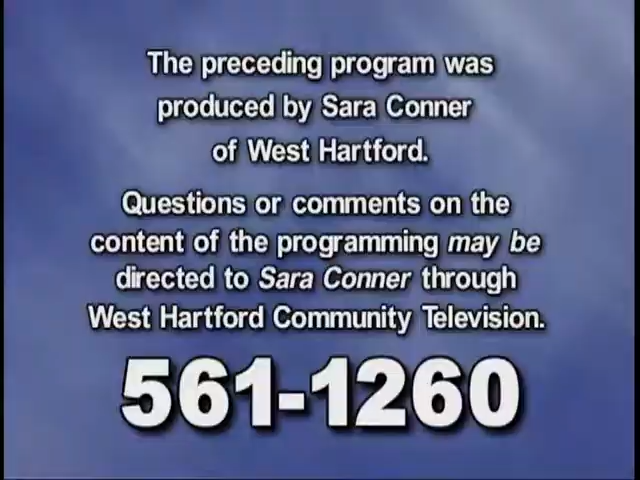 The preceding program was
produced by Sara Conner
of West Hartford.
Questions or comments on the
content of the programming may be
directed to Sara Conner through
West Hartford Community Television.
561-1260